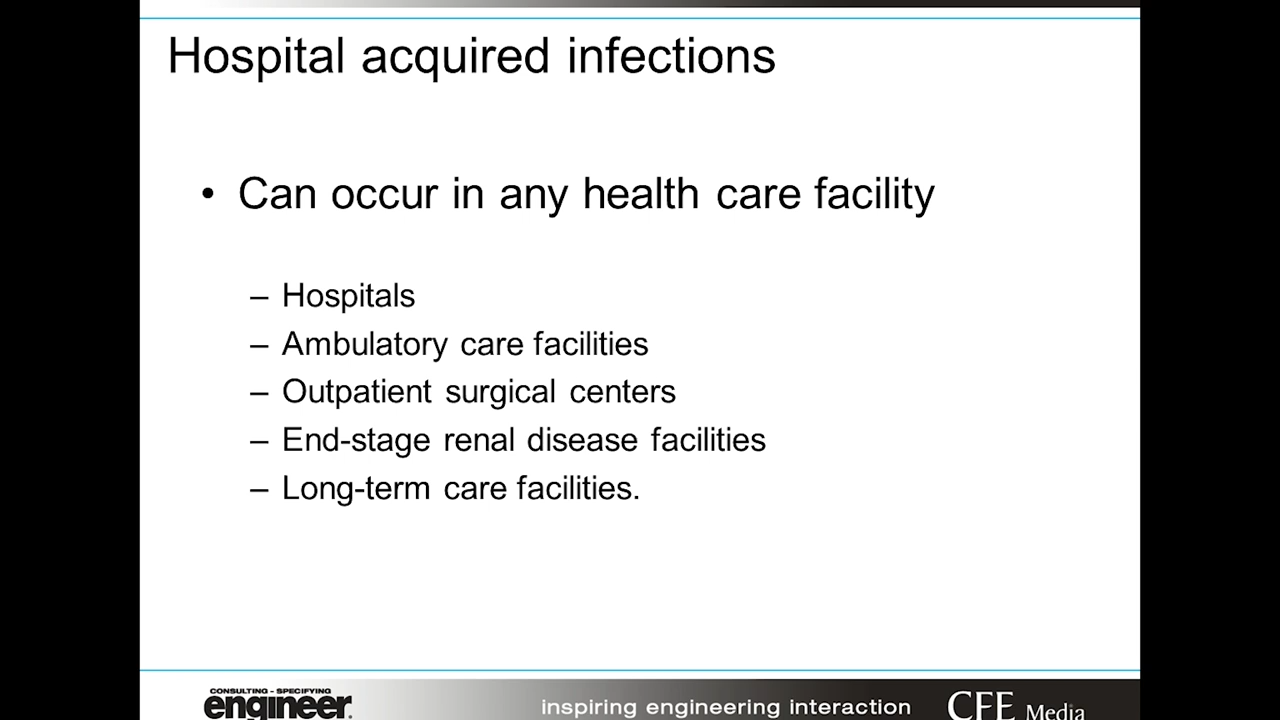 Hospital acquired infections
• Can occur in any health care facility
– Hospitals
– Ambulatory care facilities
– Outpatient surgical centers
– End-stage renal disease facilities
– Long-term care facilities.
CONSULTING-SPECIFYING
engineer
inspiring engineering interaction
CFE Media